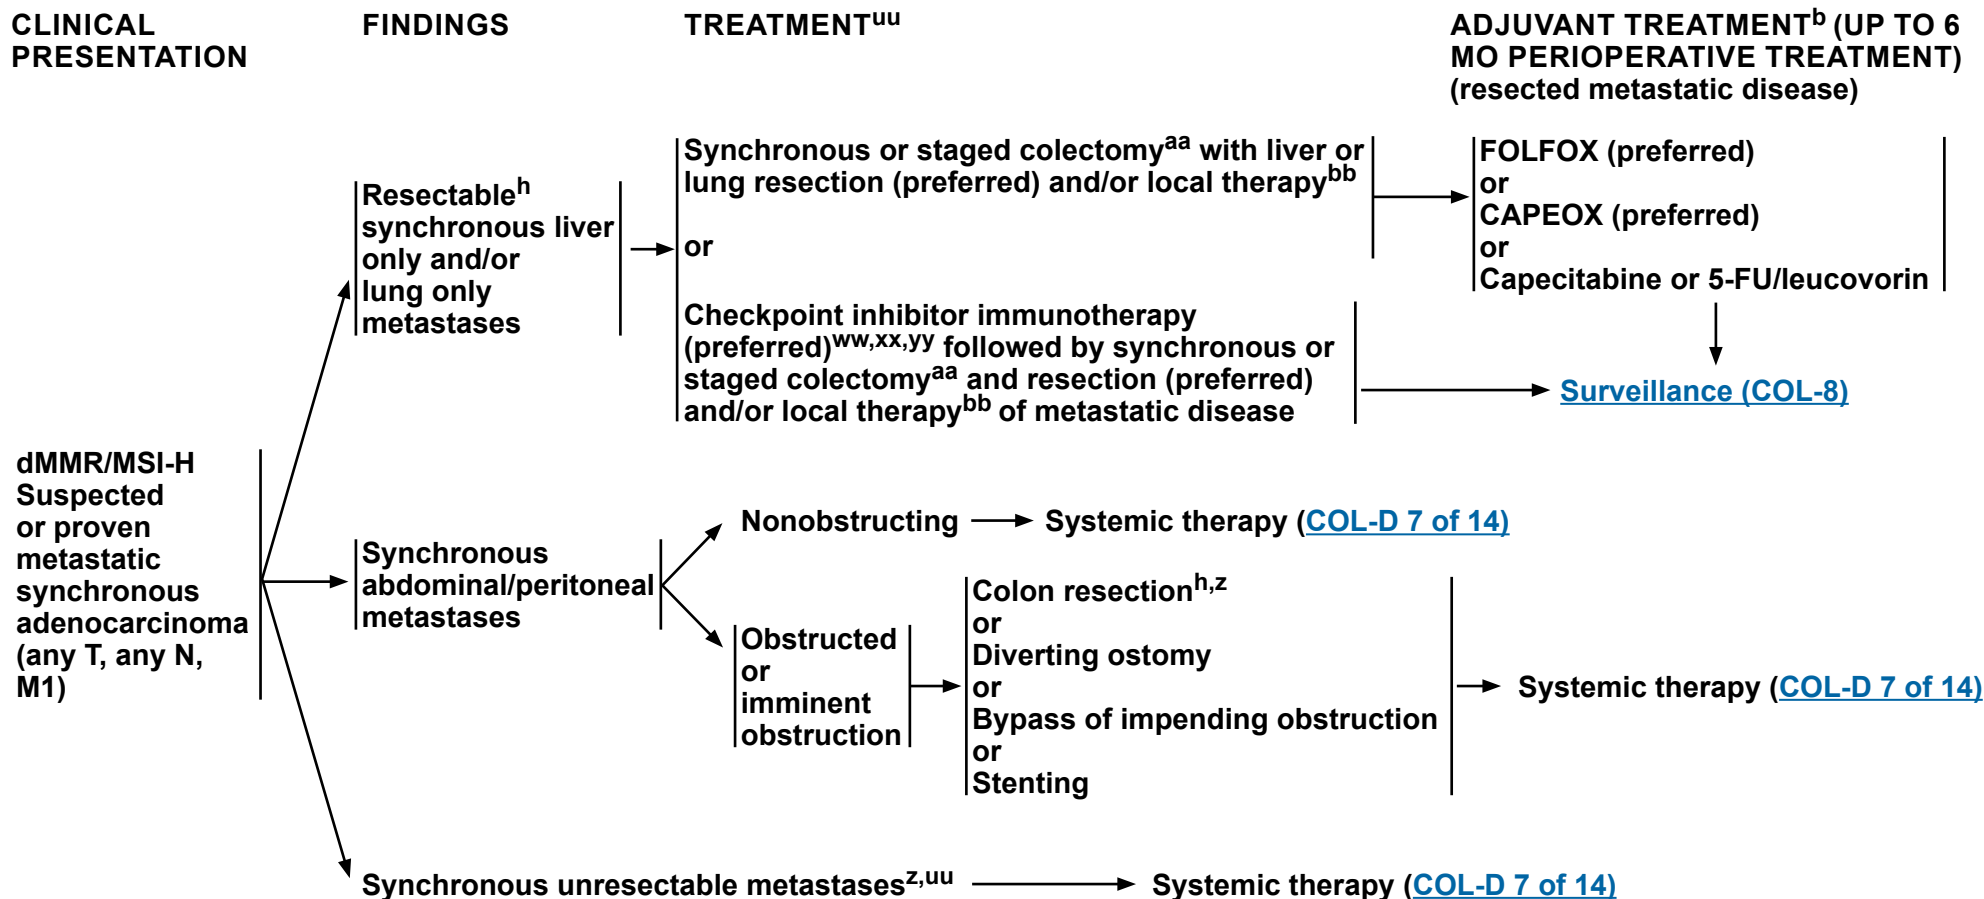 CLINICAL
PRESENTATION
FINDINGS
TREATMENTuu
ADJUVANT TREATMENTb (UP TO 6
MO PERIOPERATIVE TREATMENT)
(resected metastatic disease)
dMMR/MSI-H
Suspected
or proven
metastatic
synchronous
adenocarcinoma
(any T, any N,
M1)
Resectableh
synchronous liver
only and/or
lung only
metastases
Synchronous or staged colectomyaa with liver or
lung resection (preferred) and/or local therapybb
or
Checkpoint inhibitor immunotherapy
(preferred)ww,xx,yy followed by synchronous or
staged colectomyaa and resection (preferred)
and/or local therapybb of metastatic disease
FOLFOX (preferred)
or
CAPEOX (preferred)
or
Capecitabine or 5-FU/leucovorin
Surveillance (COL-8)
Synchronous
abdominal/peritoneal
metastases
Nonobstructing
Systemic therapy (COL-D 7 of 14)
Obstructed
or
imminent
obstruction
Colon resectionh,z
or
Diverting ostomy
or
Bypass of impending obstruction
or
Stenting
Systemic therapy (COL-D 7 of 14)
Synchronous unresectable metastasesz,uu
Systemic therapy (COL-D 7 of 14)